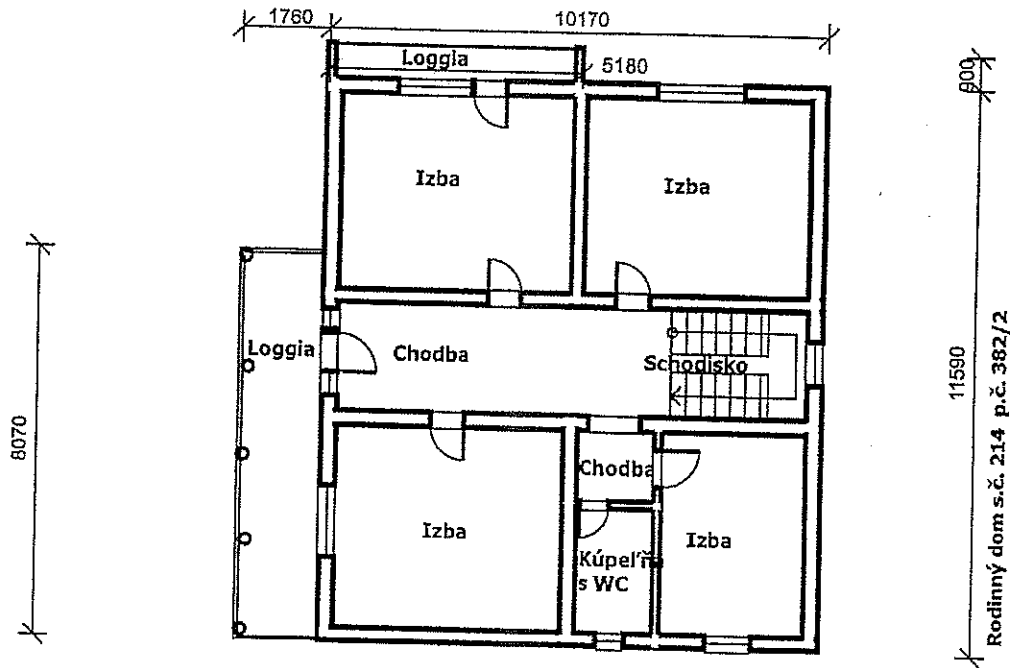 1760
10170
Loggia
5180
900
Izba
Izba
Loggia
Chodba
Schodisko
8070
11590
Rodinný dom s.č. 214 p.č. 382/2
Chodba
Izba
Izba
Kúpeľňa
s WC